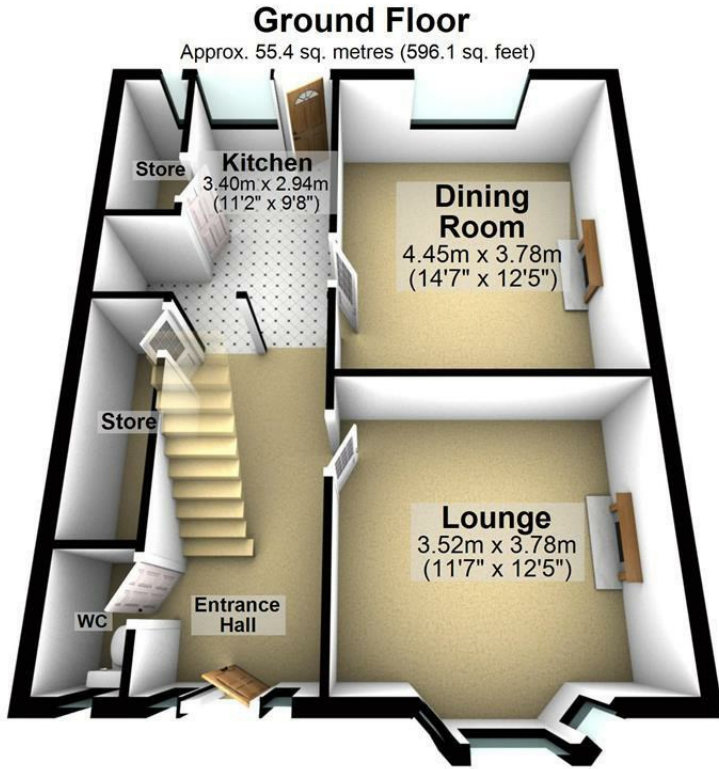 Ground Floor
Approx. 55.4 sq. metres (596.1 sq. feet)
Store
Kitchen
3.40m x 2.94m
(11'2" x 9'8")
Dining
Room
4.45m x 3.78m
(14'7" x 12'5")
Store
Lounge
3.52m x 3.78m
(11'7" x 12'5")
WC
Entrance
Hall